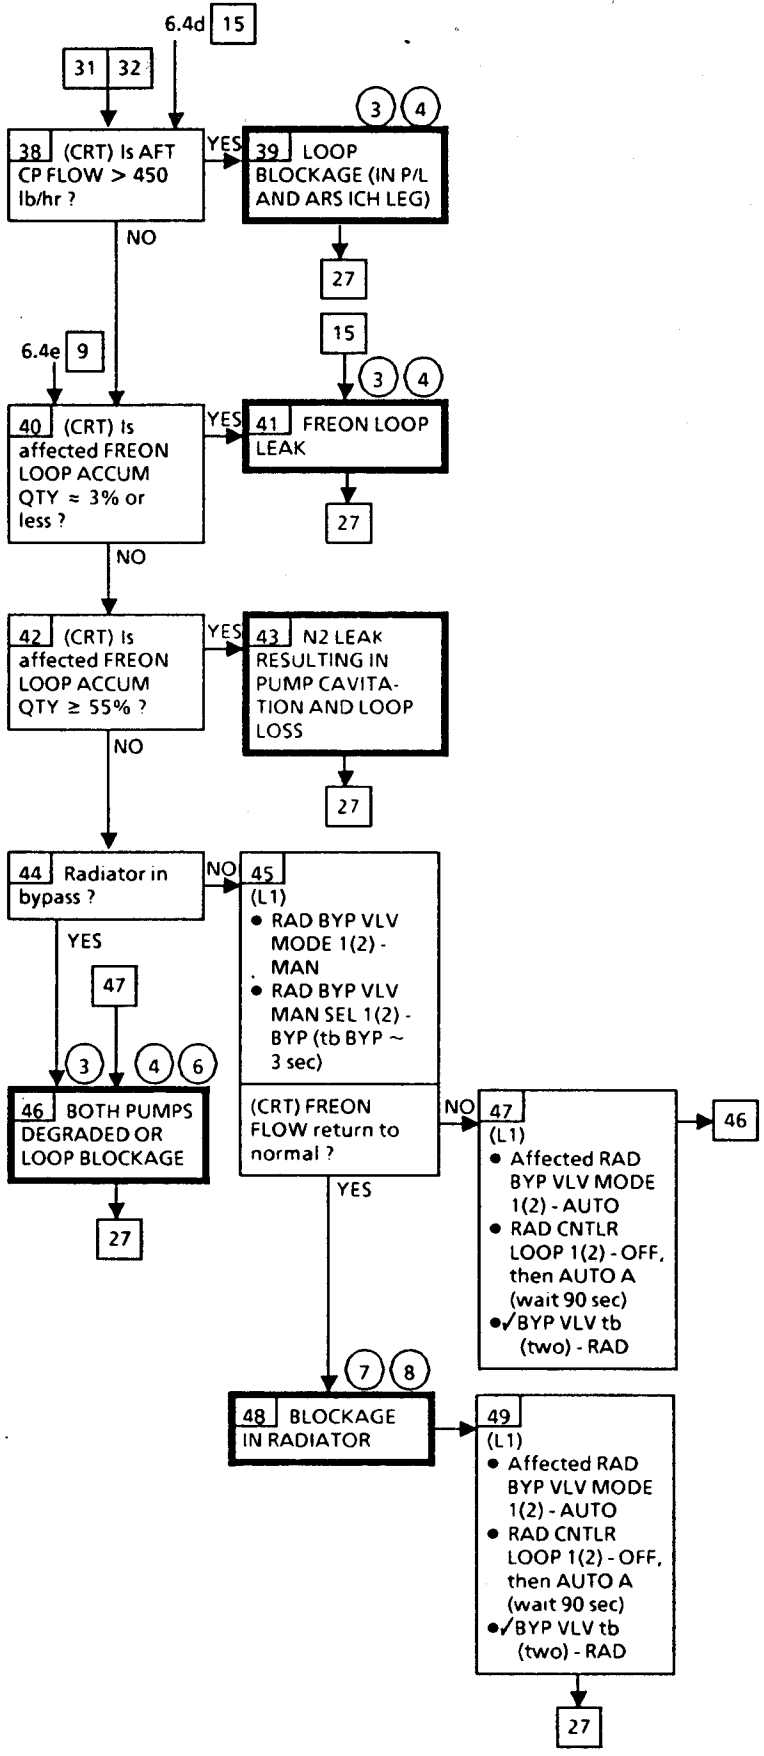 6.4d 15
31 32
3 4
38 (CRT) Is AFT
CP FLOW > 450
lb/hr ?
YES
39 LOOP
BLOCKAGE (IN P/L
AND ARS ICH LEG)
NO
27
15
6.4e 9
3 4
40 (CRT) Is
affected FREON
LOOP ACCUM
QTY ≈ 3% or
less ?
YES
41 FREON LOOP
LEAK
27
NO
42 (CRT) Is
affected FREON
LOOP ACCUM
QTY ≥ 55% ?
YES
43 N2 LEAK
RESULTING IN
PUMP CAVITA-
TION AND LOOP
LOSS
NO
27
44 Radiator in
bypass ?
NO
45
(L1)
● RAD BYP VLV
MODE 1(2) -
MAN
● RAD BYP VLV
MAN SEL 1(2) -
BYP (tb BYP ~
3 sec)
(CRT) FREON
FLOW return to
normal ?
YES
47
3 4 6
46 BOTH PUMPS
DEGRADED OR
LOOP BLOCKAGE
27
NO
47
(L1)
● Affected RAD
BYP VLV MODE
1(2) - AUTO
● RAD CNTLR
LOOP 1(2) - OFF,
then AUTO A
(wait 90 sec)
●✓BYP VLV tb
(two) - RAD
46
YES
7 8
48 BLOCKAGE
IN RADIATOR
49
(L1)
● Affected RAD
BYP VLV MODE
1(2) - AUTO
● RAD CNTLR
LOOP 1(2) - OFF,
then AUTO A
(wait 90 sec)
●✓BYP VLV tb
(two) - RAD
27